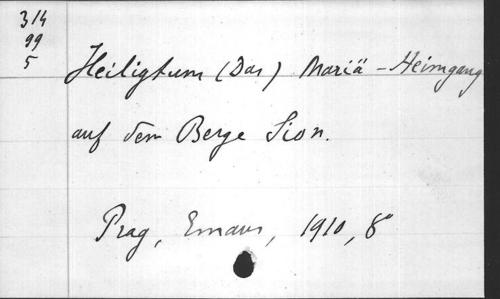 314
99
5
Heiligtum (Das) Mariä-Heimgang
auf dem Berge Sion.
Prag, Emaus, 1910, 8°